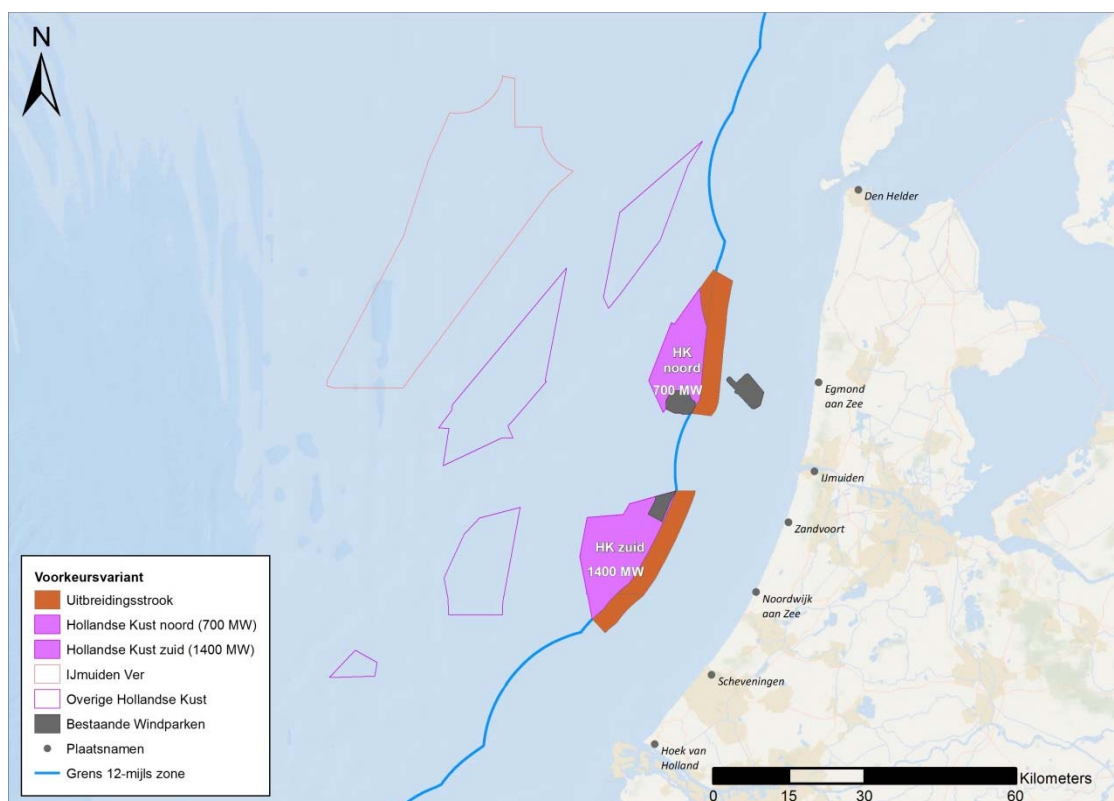 N
Den Helder
HK
noord
700 MW
Egmond
aan Zee
IJmuiden
Zandvoort
HK zuid
1400 MW
Noordwijk
aan Zee
Scheveningen
Hoek van
Holland
Voorkeursvariant
Uitbreidingsstrook
Hollandse Kust noord (700 MW)
Hollandse Kust zuid (1400 MW)
IJmuiden Ver
Overige Hollandse Kust
Bestaande Windparken
Plaatsnamen
Grens 12-mijls zone
Kilometers
0 15 30 60